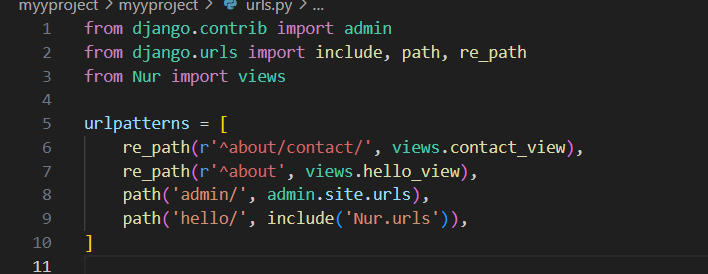 myyproject > myyproject > urls.py > ...
1 from django.contrib import admin
2 from django.urls import include, path, re_path
3 from Nur import views
4
5 urlpatterns = [
6     re_path(r'^about/contact/', views.contact_view),
7     re_path(r'^about', views.hello_view),
8     path('admin/', admin.site.urls),
9     path('hello/', include('Nur.urls')),
10 ]
11